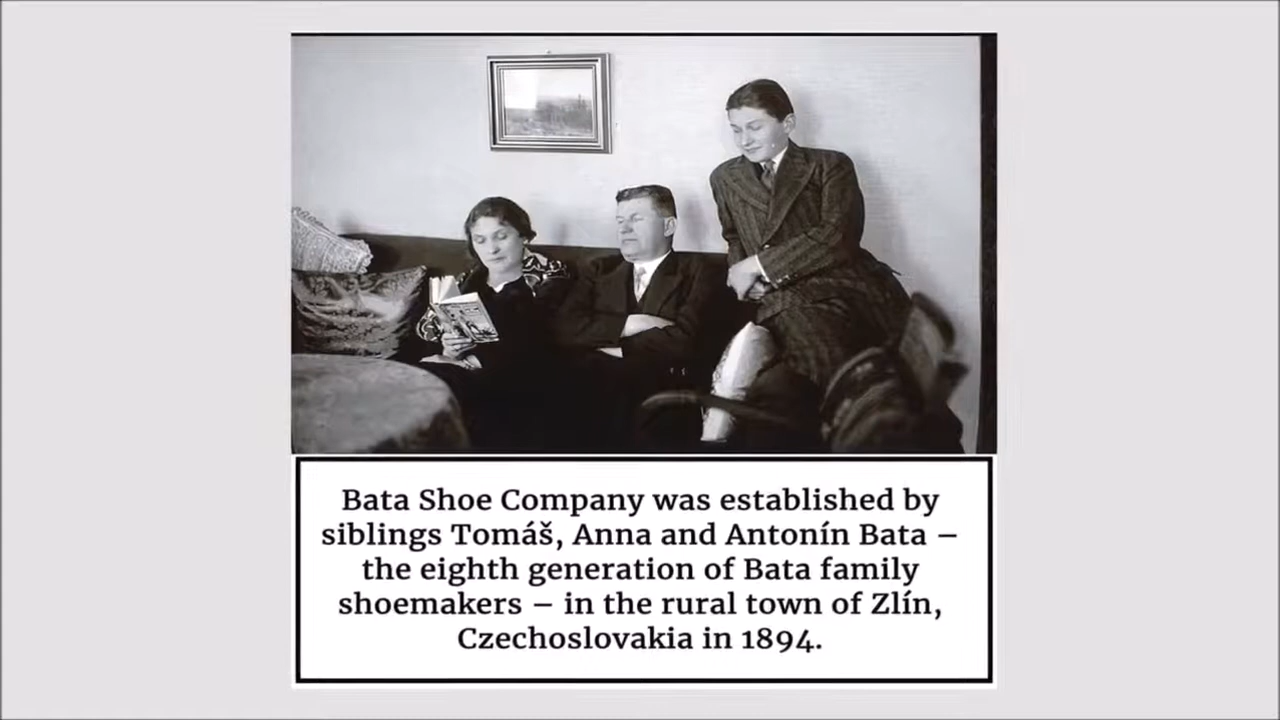 Bata Shoe Company was established by
siblings Tomáš, Anna and Antonín Bata –
the eighth generation of Bata family
shoemakers – in the rural town of Zlín,
Czechoslovakia in 1894.